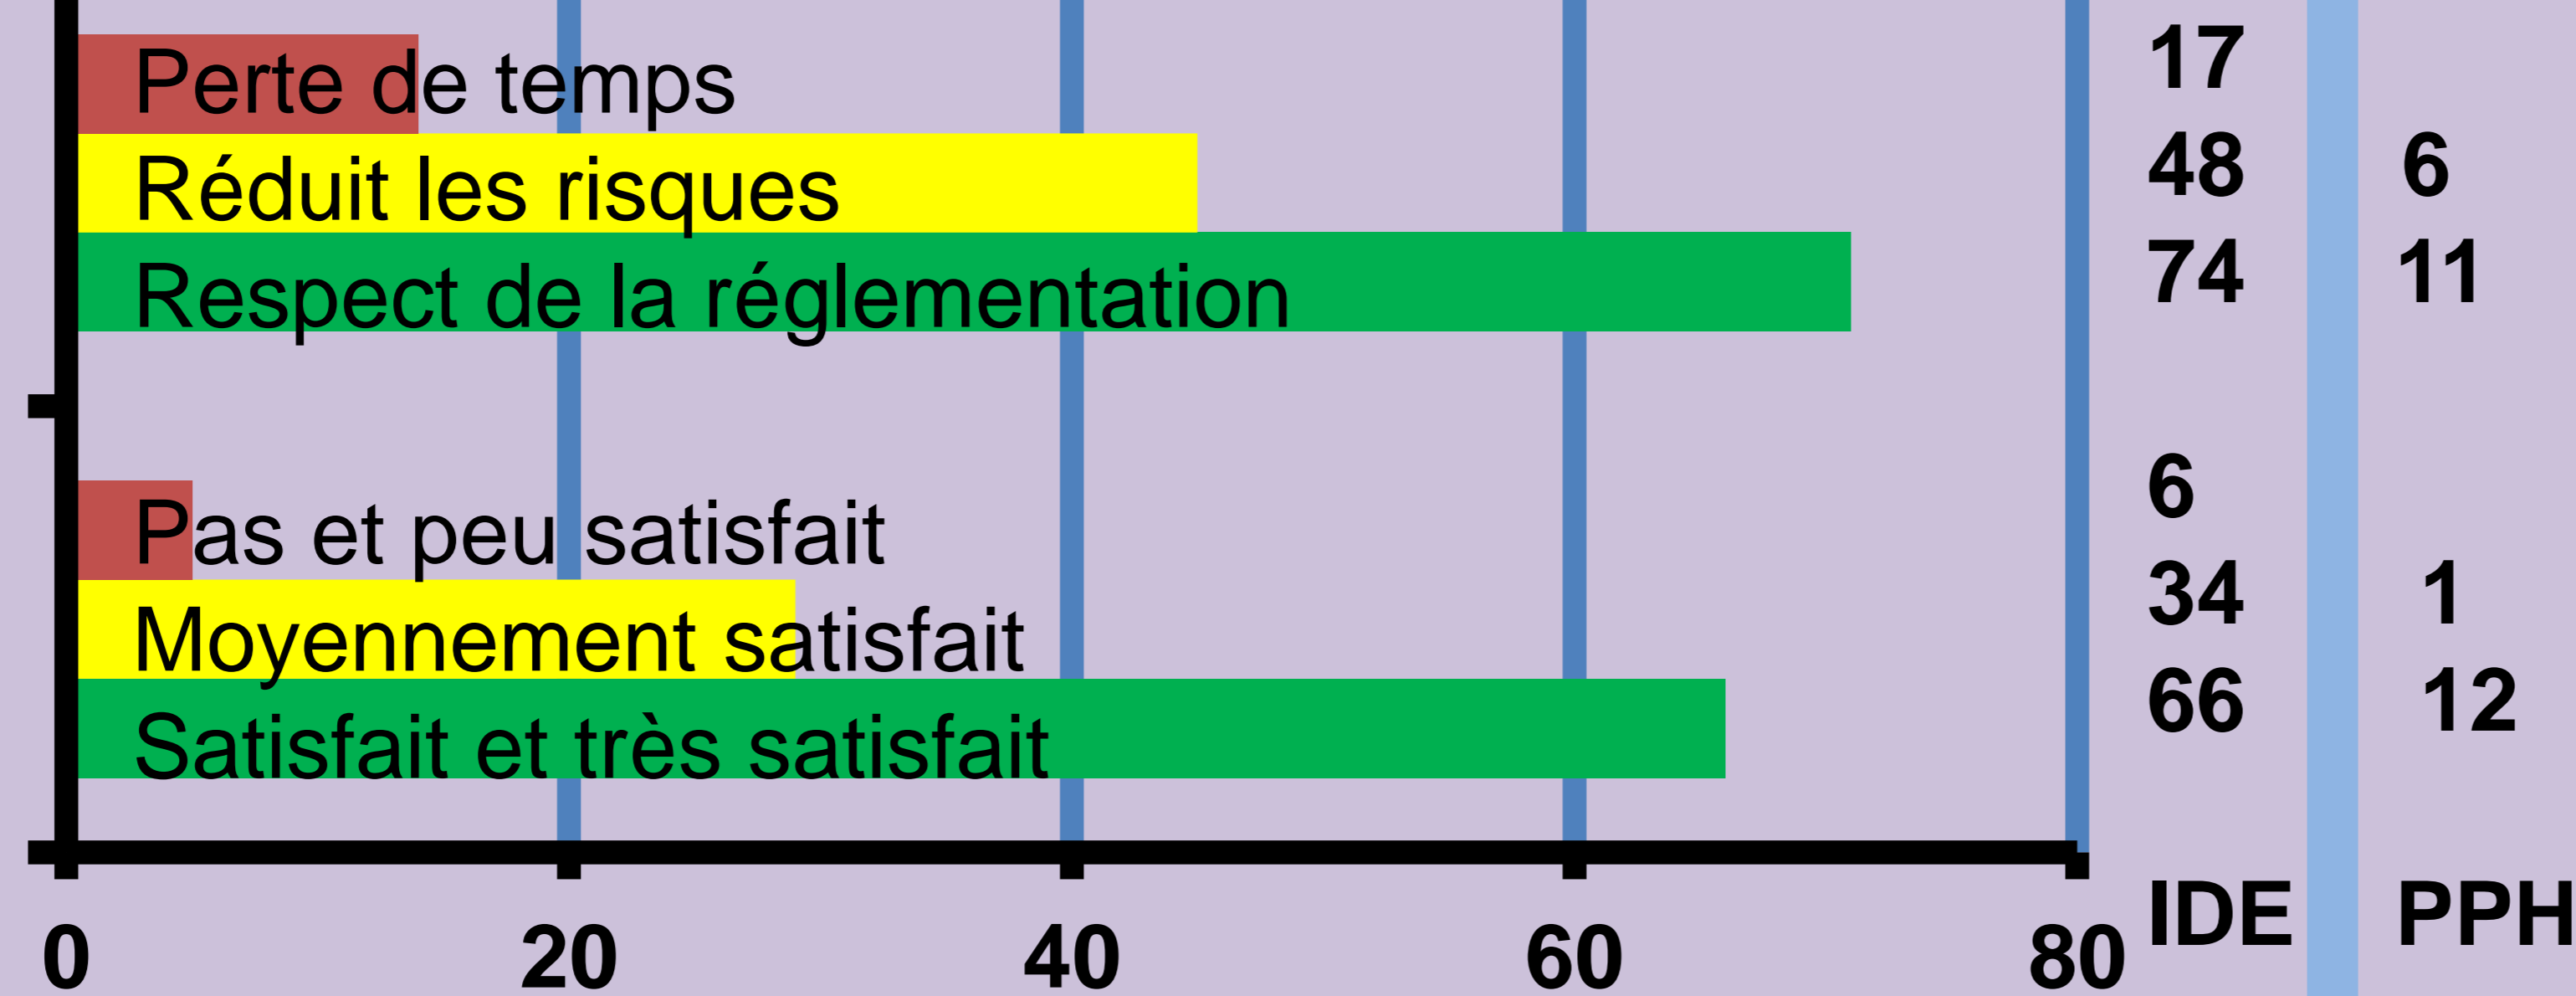 Perte de temps 17
Réduit les risques 48 6
Respect de la réglementation 74 11
Pas et peu satisfait 6
Moyennement satisfait 34 1
Satisfait et très satisfait 66 12
0 20 40 60 80 IDE PPH